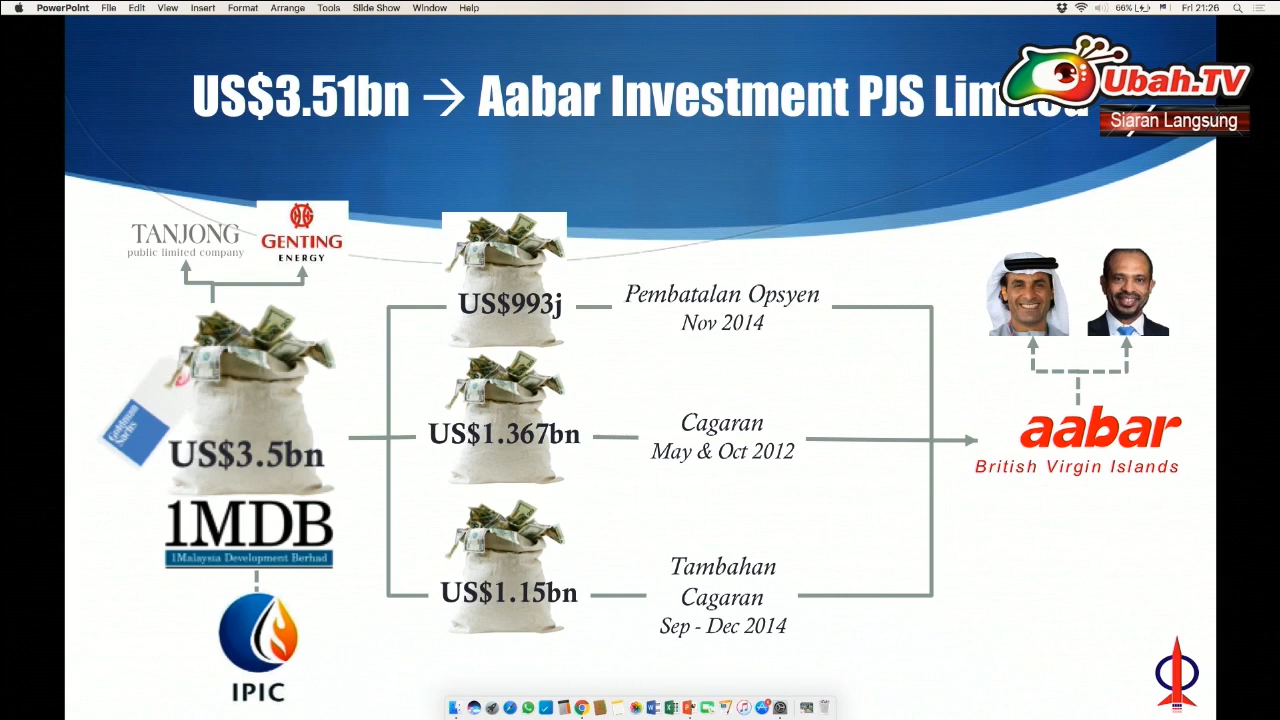 PowerPoint File Edit View Insert Format Arrange Tools Slide Show Window Help 66% Fri 21:26
US$3.51bn → Aabar Investment PJS
Ubah.TV
Siaran Langsung
TANJONG
public limited company
GENTING
ENERGY
US$993j
Pembatalan Opsyen
Nov 2014
Goldman
Sachs
US$3.5bn
US$1.367bn
Cagaran
May & Oct 2012
aabar
British Virgin Islands
1MDB
1Malaysia Development Berhad
US$1.15bn
Tambahan
Cagaran
Sep - Dec 2014
IPIC